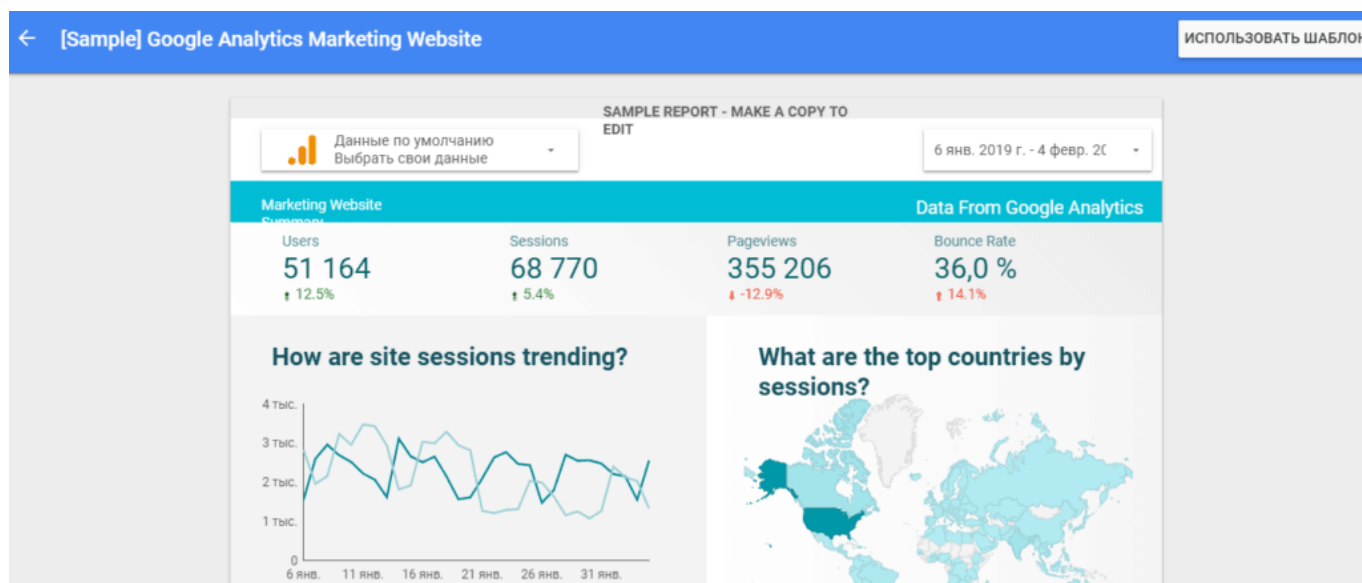 ← [Sample] Google Analytics Marketing Website
ИСПОЛЬЗОВАТЬ ШАБЛОН
SAMPLE REPORT - MAKE A COPY TO
EDIT
Данные по умолчанию
Выбрать свои данные
6 янв. 2019 г. - 4 февр. 20
Marketing Website
Summary
Data From Google Analytics
Users
51 164
12.5%
Sessions
68 770
5.4%
Pageviews
355 206
-12.9%
Bounce Rate
36,0 %
14.1%
How are site sessions trending?
4 тыс.
3 тыс.
2 тыс.
1 тыс.
0
6 янв. 11 янв. 16 янв. 21 янв. 26 янв. 31 янв.
What are the top countries by
sessions?